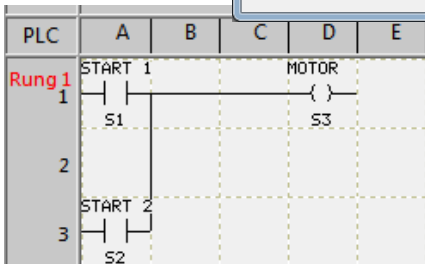 PLC A B C D E
Rung 1
START 1 MOTOR
1
S1 S3
2
START 2
3
S2